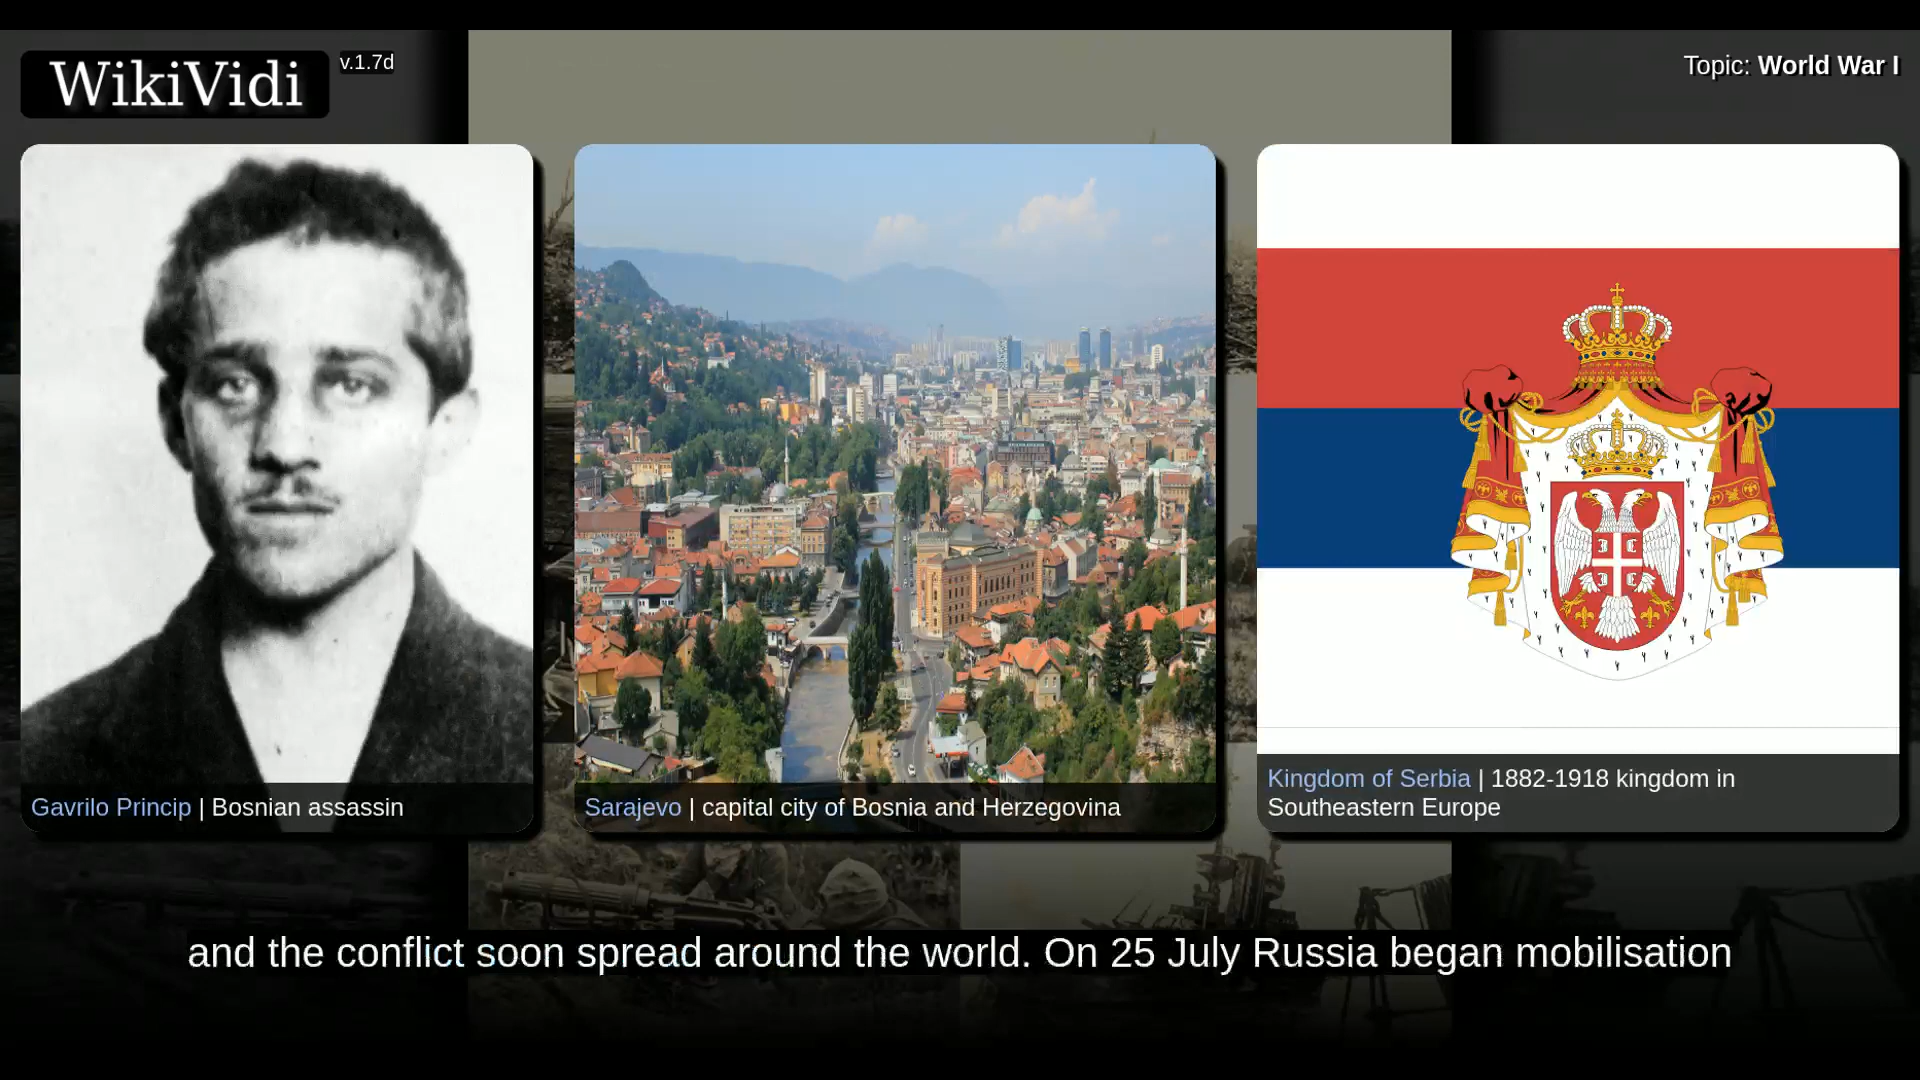 WikiVidi
v.1.7d
Topic: World War I
Gavrilo Princip | Bosnian assassin
Sarajevo | capital city of Bosnia and Herzegovina
Kingdom of Serbia | 1882-1918 kingdom in
Southeastern Europe
and the conflict soon spread around the world. On 25 July Russia began mobilisation